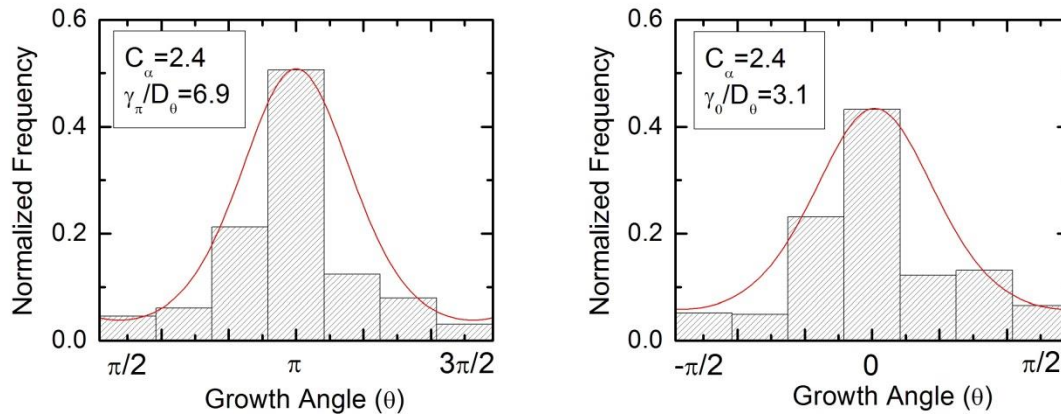 0.6
0.4
0.2
0.0
Normalized Frequency
C_α=2.4
γ_π/D_θ=6.9
π/2
π
3π/2
Growth Angle (θ)
0.6
0.4
0.2
0.0
Normalized Frequency
C_α=2.4
γ_0/D_θ=3.1
-π/2
0
π/2
Growth Angle (θ)